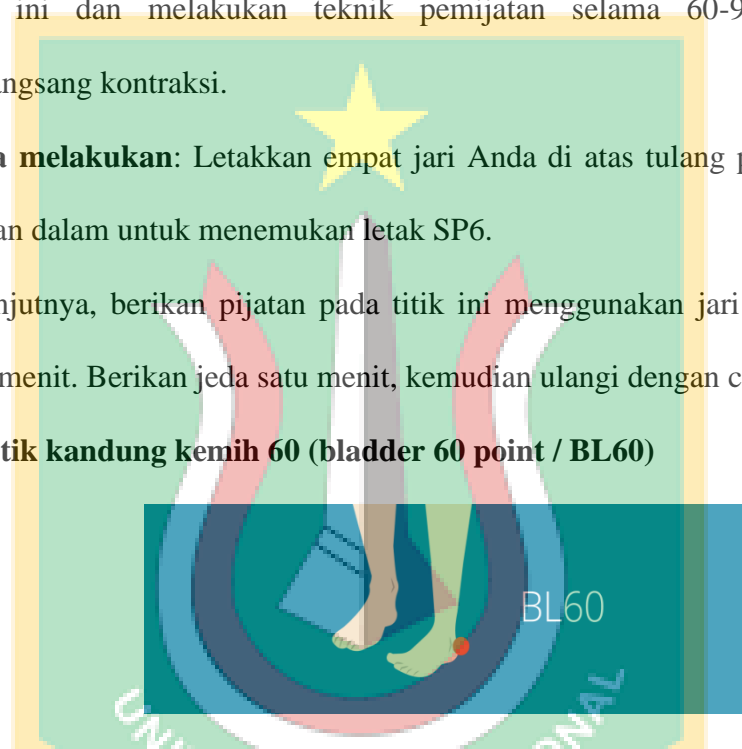 ini dan melakukan teknik pemijatan selama 60-9
angsang kontraksi.
a melakukan: Letakkan empat jari Anda di atas tulang p
an dalam untuk menemukan letak SP6.
njutnya, berikan pijatan pada titik ini menggunakan jari
menit. Berikan jeda satu menit, kemudian ulangi dengan c
tik kandung kemih 60 (bladder 60 point / BL60)
BL60